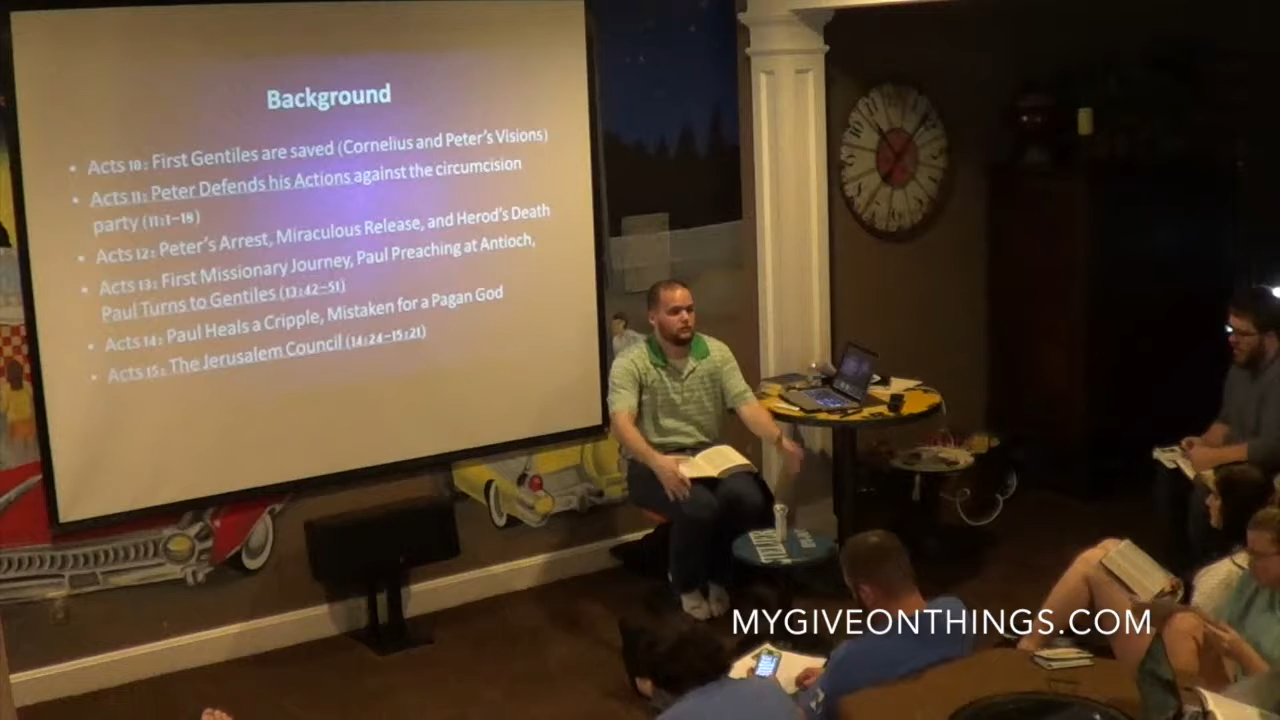 Background
• Acts 10: First Gentiles are saved (Cornelius and Peter's Visions)
• Acts 11: Peter Defends his Actions against the circumcision
party (11:1-18)
• Acts 12: Peter's Arrest, Miraculous Release, and Herod's Death
• Acts 13: First Missionary Journey, Paul Preaching at Antioch,
Paul Turns to Gentiles (13:42-51)
• Acts 14: Paul Heals a Cripple, Mistaken for a Pagan God
• Acts 15: The Jerusalem Council (14:24-15:21)
MYGIVEONTHINGS.COM